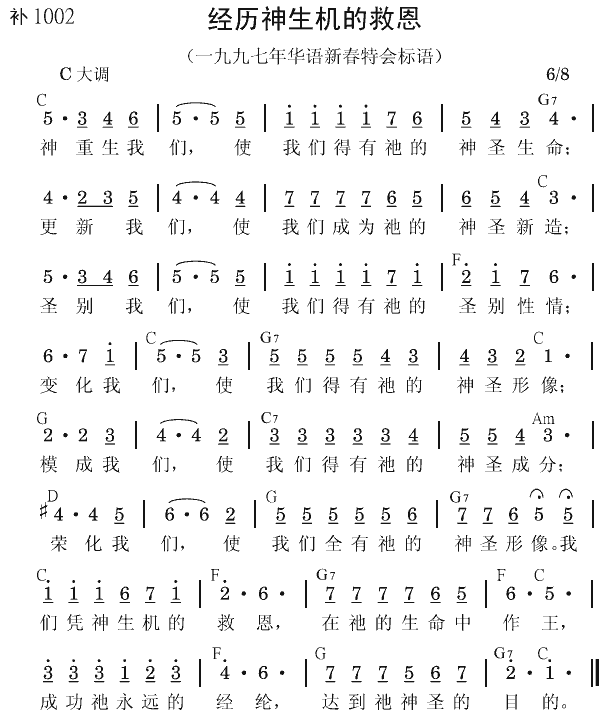 补1002 经历神生机的救恩
（一九九七年华语新春特会标语）
C大调 6/8
C G7
5 · 3 4 6 | 5 · 5 5 | i i i i 7 6 | 5 4 3 4 · |
神 重生我 们, 使 我们得有祂的 神圣生命;
C
4 · 2 3 5 | 4 · 4 4 | 7 7 7 7 6 5 | 6 5 4 3 · |
更 新 我 们, 使 我们成为祂的 神圣新造;
F
5 · 3 4 6 | 5 · 5 5 | i i i i 7 i | 2̇ i 7 6 · |
圣 别 我 们, 使 我们得有祂的 圣别性情;
C G7 C
6 · 7 i | 5 · 5 3 | 5 5 5 5 4 3 | 4 3 2 1 · |
变 化我 们, 使 我们得有祂的 神圣形像;
G C7 Am
2 · 2 3 | 4 · 4 2 | 3 3 3 3 3 4 | 5 5 4 3 · |
模 成我 们, 使 我们得有祂的 神圣成分;
D G G7
#4 · 4 5 | 6 · 6 2 | 5 5 5 5 5 6 | 7 7 6 5 5 |
荣 化我 们, 使 我们全有祂的 神圣形像。我
C F G7 F C
i i i 6 7 i | 2̇ · 6 · | 7 7 7 7 6 5 | 6 · 5 · |
们凭神生机的 救 恩, 在祂的生命中 作 王,
F G G7 C
3̇ 3̇ 3̇ i 2̇ 3̇ | 4̇ · 6 · | 7 7 7 5 6 7 | 2̇ · i · ‖
成功祂永远的 经 纶, 达到祂神圣的 目 的。